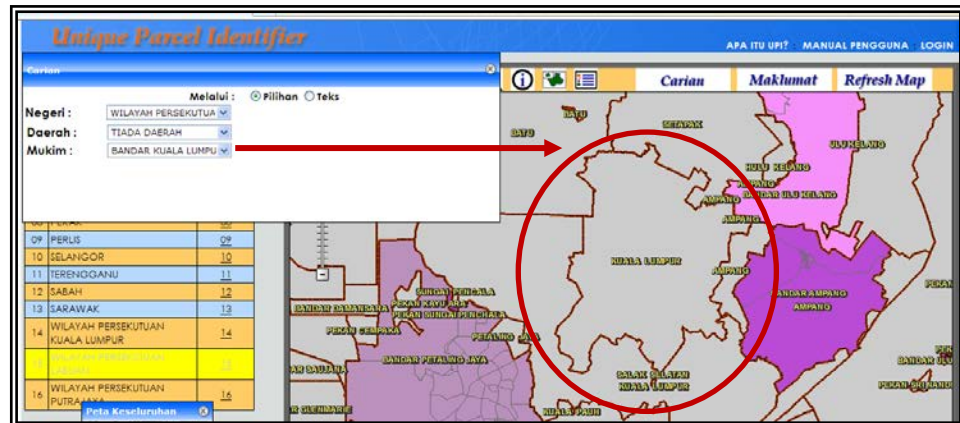 Unique Parcel Identifier
APA ITU UPI? MANUAL PENGGUNA LOGIN
Carian
Melalui : Pilihan Teks
Negeri : WILAYAH PERSEKUTUA
Daerah : TIADA DAERAH
Mukim : BANDAR KUALA LUMPU
Carian Maklumat Refresh Map
09 PERLIS 09
10 SELANGOR 10
11 TERENGGANU 11
12 SABAH 12
13 SARAWAK 13
14 WILAYAH PERSEKUTUAN KUALA LUMPUR 14
WILAYAH PERSEKUTUAN
LABUAN
16 WILAYAH PERSEKUTUAN PUTRAJAYA 16
Peta Keseluruhan
BATU
BATU
SETAPAK
ULU KELANG
HULU KELANG
AMPANG
BANDAR ULU KELANG
AMPANG
AMPANG
KUALA LUMPUR
AMPANG
BANDAR AMPANG
AMPANG
PEKAN
SUNGAI PENCHALA
BANDAR DAMANSARA
PEKAN KAYU ARA
PEKAN SUNGAI PENCHALA
PEKAN CEMPAKA
PETALING JAYA
BANDAR PETALING JAYA
SALAK SELATAN
KUALA LUMPUR
KUALA PAUH